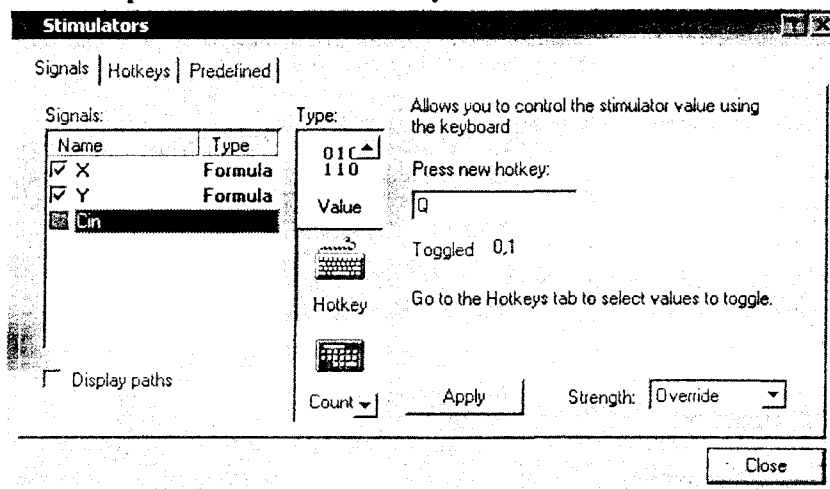 Stimulators
Signals Hotkeys Predefined
Signals:
Name Type
X Formula
Y Formula
Cin
Display paths
Type:
Value
Hotkey
Count
Allows you to control the stimulator value using
the keyboard
Press new hotkey:
Q
Toggled 0,1
Go to the Hotkeys tab to select values to toggle.
Apply
Strength: Override
Close